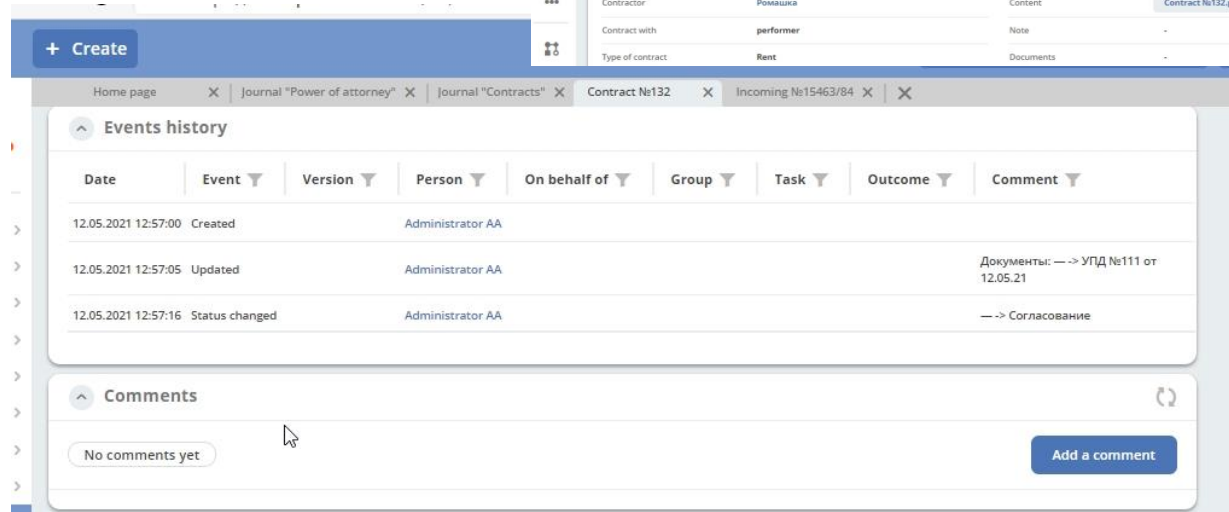 Contractor Ромашка Content Contract №132.
Contract with performer Note -
Type of contract Rent Documents -
+ Create
Home page Journal "Power of attorney" Journal "Contracts" Contract №132 Incoming №15463/84
Events history
Date Event Version Person On behalf of Group Task Outcome Comment
12.05.2021 12:57:00 Created Administrator AA
12.05.2021 12:57:05 Updated Administrator AA Документы: — -> УПД №111 от
12.05.21
12.05.2021 12:57:16 Status changed Administrator AA — -> Согласование
Comments
No comments yet Add a comment